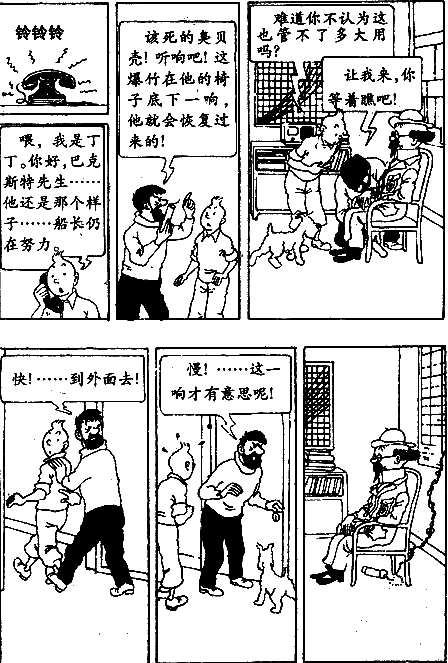 铃铃铃
喂，我是丁
丁。你好，巴克
斯特先生……
他还是那个样
子……船长仍
在努力
该死的奥贝
壳！听响吧！这
爆竹在他的椅
子底下一响，
他就会恢复过
来的！
难道你不认为这
也管不了多大用
吗？
让我来，你
等着瞧吧！
快！……到外面去！
慢！……这一
响才有意思呢！